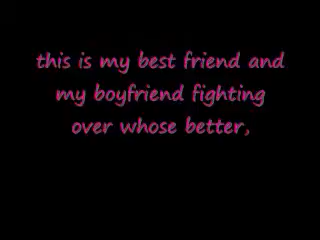 this is my best friend and
my boyfriend fighting
over whose better,